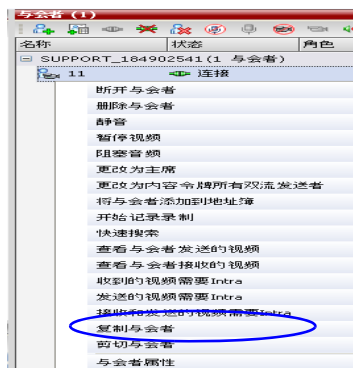 与会者 (1)
名称 状态 角色
SUPPORT_184902541(1 与会者)
11 连接
断开与会者
删除与会者
静音
暂停视频
阻塞音频
更改为主席
更改为内容令牌所有双流发送者
将与会者添加到地址簿
开始记录录制
快速搜索
查看与会者发送的视频
查看与会者接收的视频
收到的视频需要Intra
发送的视频需要Intra
接收和发送的视频需要Intra
复制与会者
剪切与会者
与会者属性